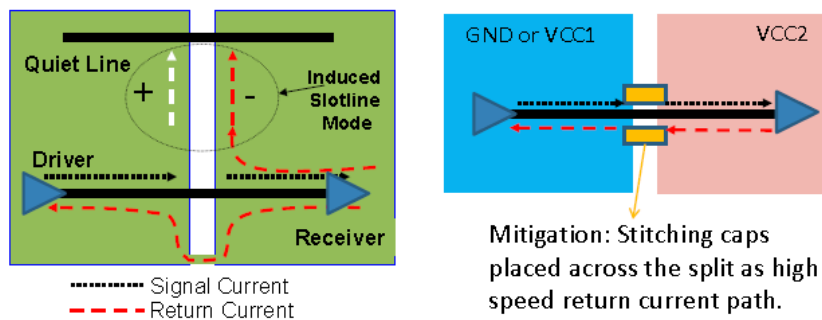 Quiet Line
+
-
Induced
Slotline
Mode
Driver
Receiver
Signal Current
Return Current
GND or VCC1
VCC2
Mitigation: Stitching caps
placed across the split as high
speed return current path.